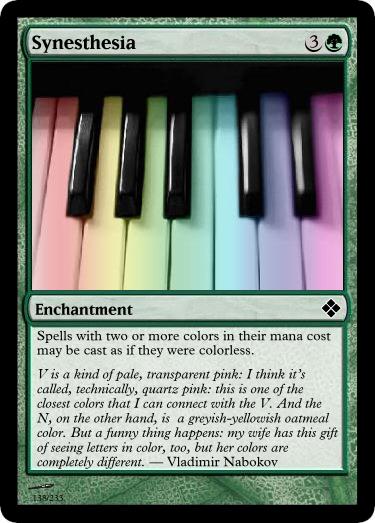 Synesthesia 3
Enchantment
Spells with two or more colors in their mana cost
may be cast as if they were colorless.
V is a kind of pale, transparent pink: I think it's
called, technically, quartz pink: this is one of the
closest colors that I can connect with the V. And the
N, on the other hand, is a greyish-yellowish oatmeal
color. But a funny thing happens: my wife has this gift
of seeing letters in color, too, but her colors are
completely different. — Vladimir Nabokov
138/235